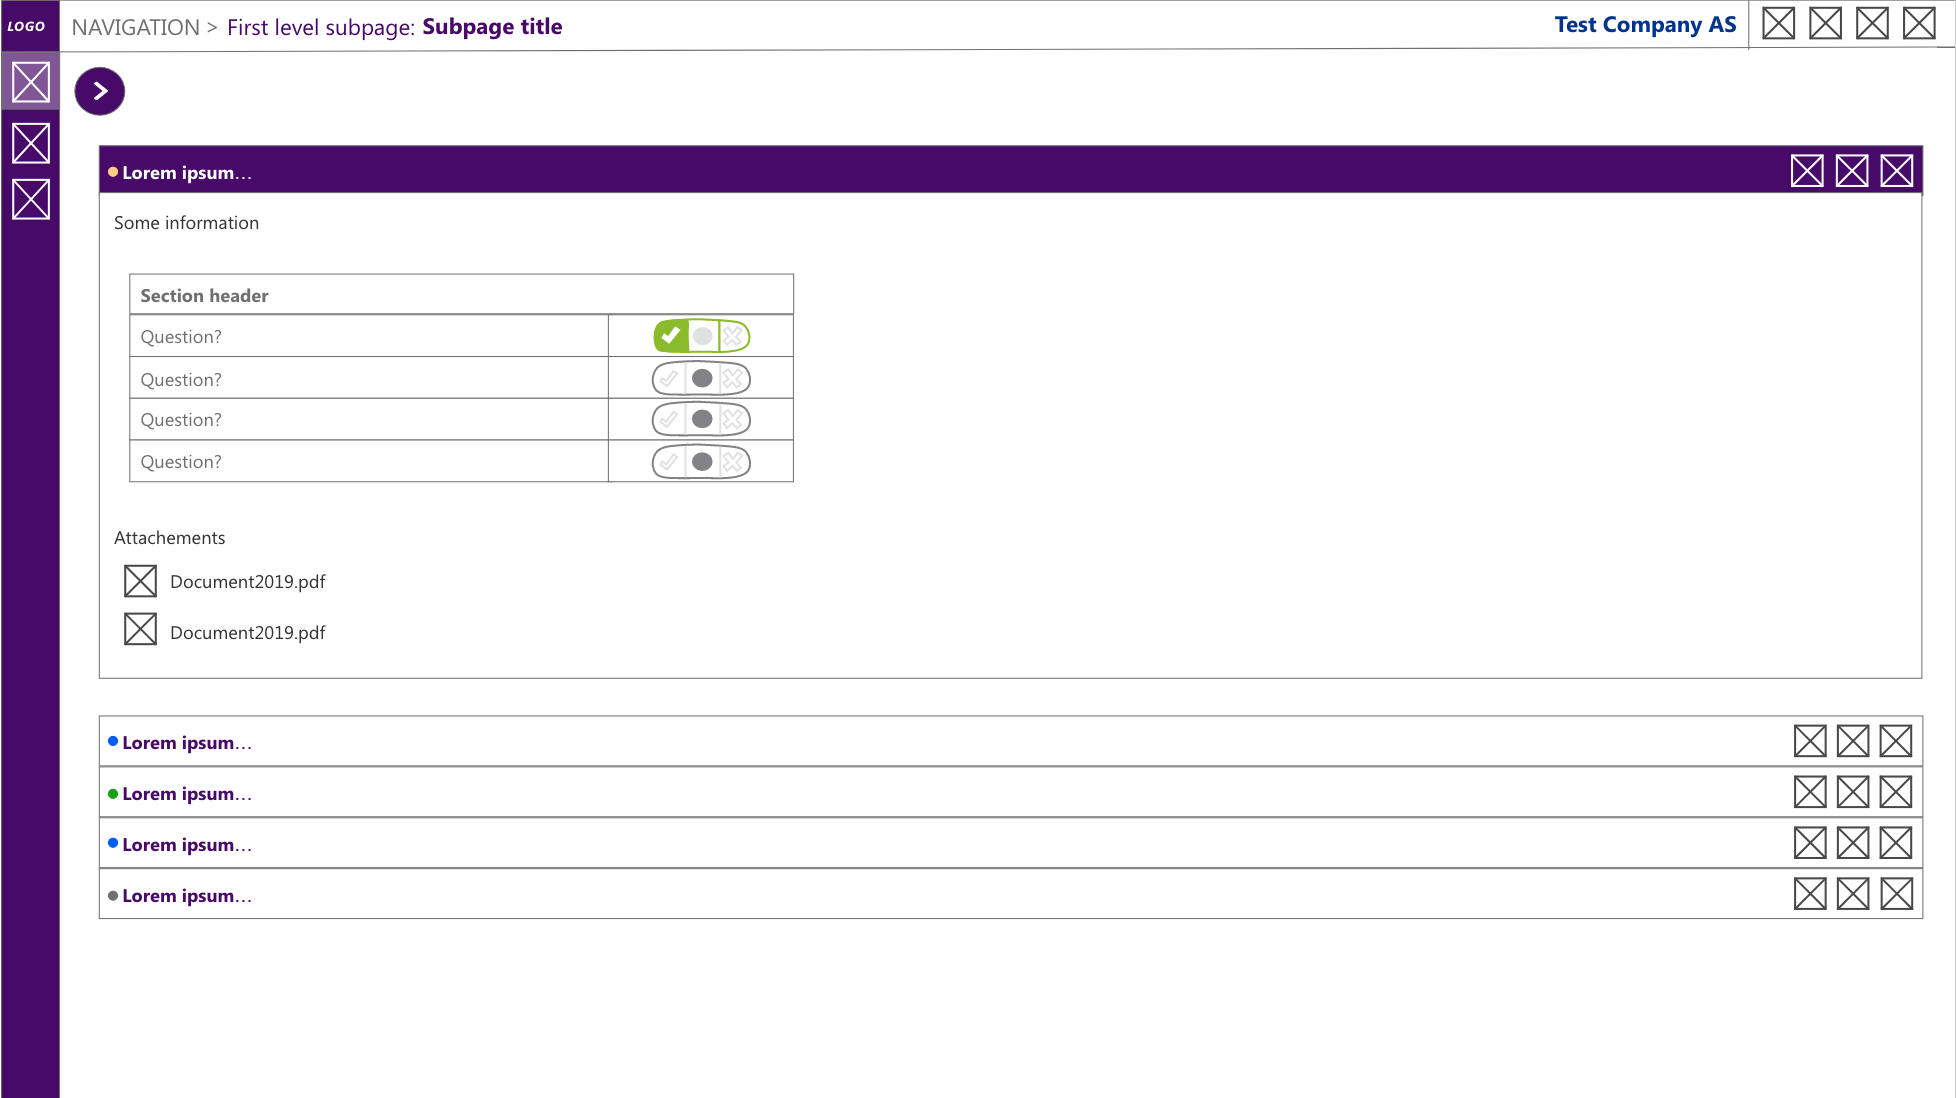 LOGO
NAVIGATION > First level subpage: Subpage title
Test Company AS
Lorem ipsum...
Some information
Section header
Question?
Question?
Question?
Question?
Attachements
Document2019.pdf
Document2019.pdf
Lorem ipsum...
Lorem ipsum...
Lorem ipsum...
Lorem ipsum...